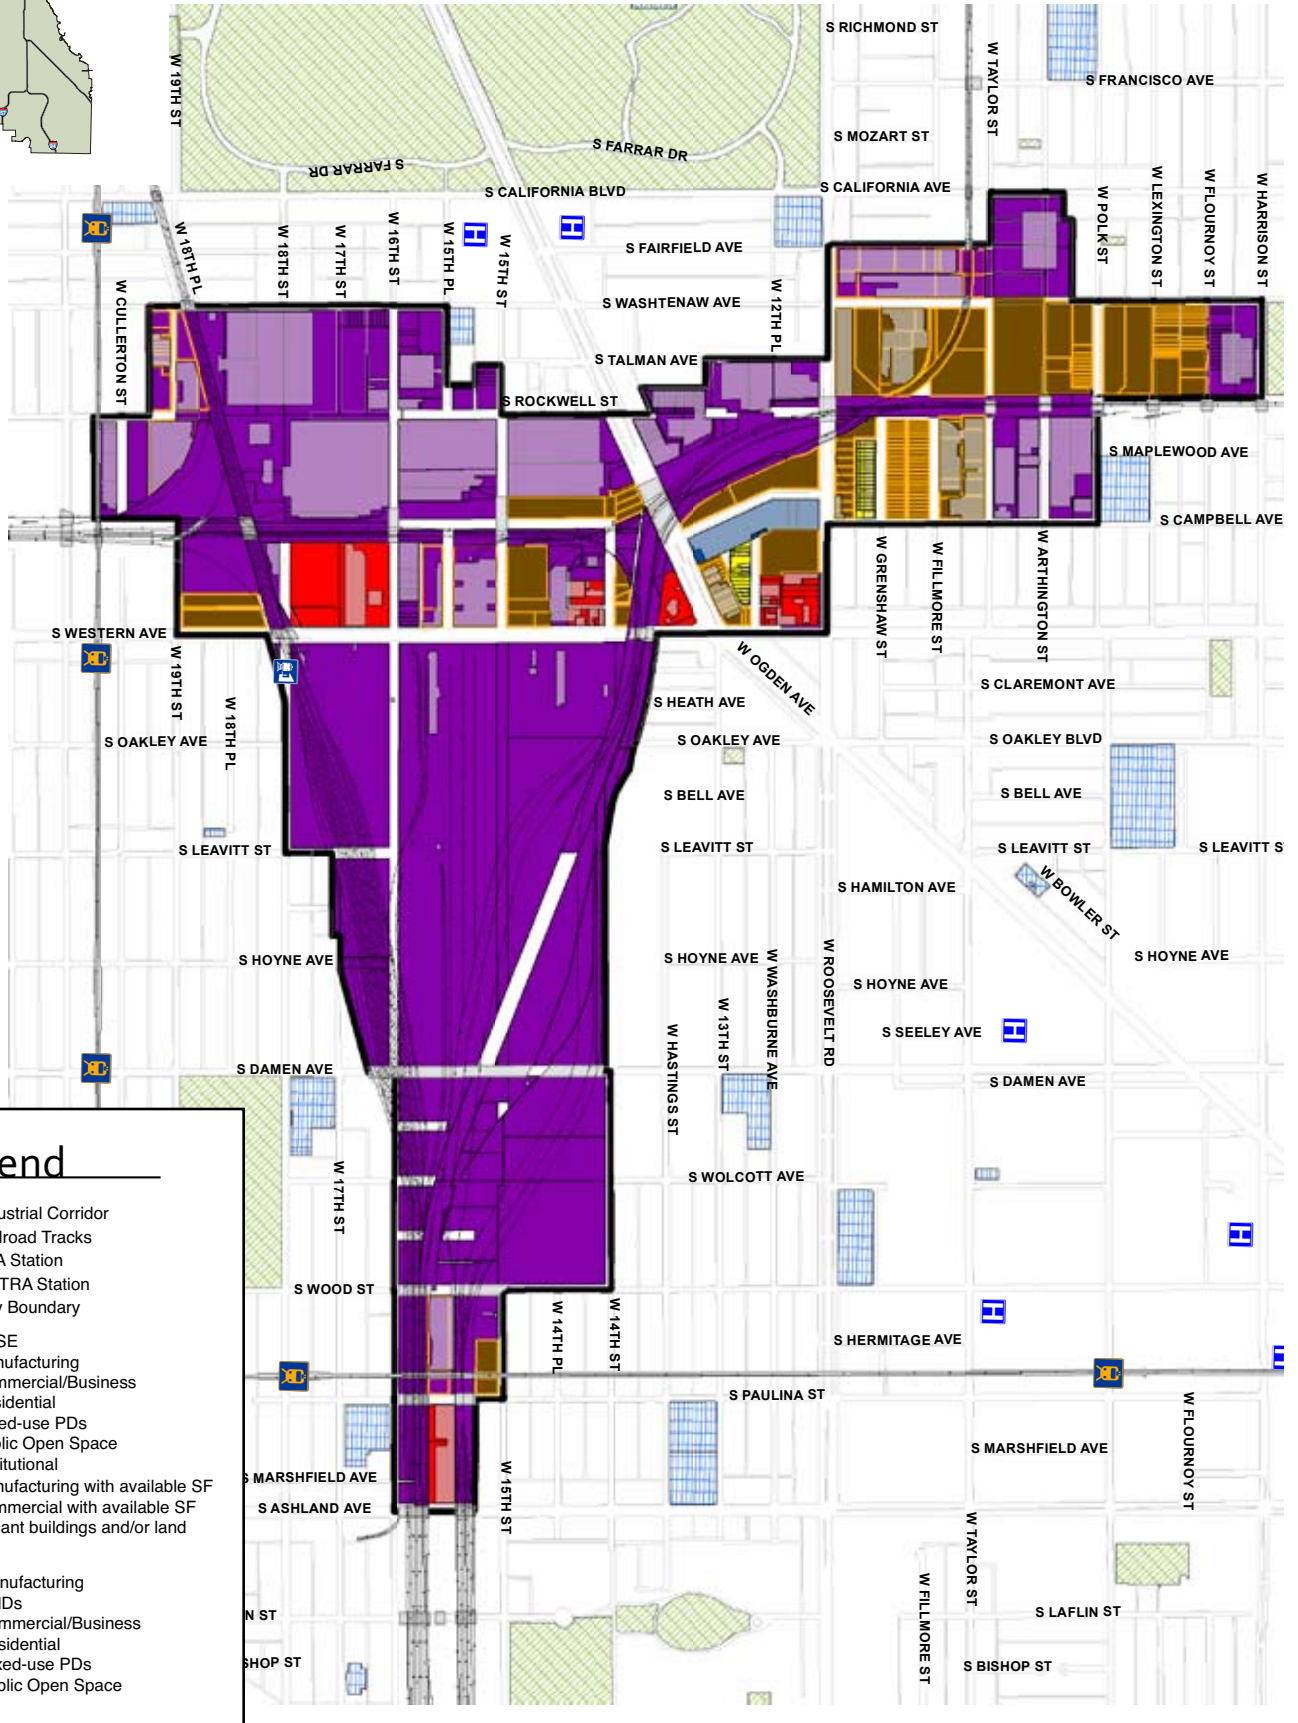 S RICHMOND ST
W 19TH ST
W TAYLOR ST
S FRANCISCO AVE
S MOZART ST
S FARRAR DR
S FARRAR DR
S CALIFORNIA BLVD
S CALIFORNIA AVE
W POLK ST
W LEXINGTON ST
W FLOURNOY ST
W HARRISON ST
W 18TH PL
W 18TH ST
W 17TH ST
W 16TH ST
W 15TH PL
W 15TH ST
S FAIRFIELD AVE
W CULLERTON ST
S WASHTENAW AVE
W 12TH PL
S TALMAN AVE
S ROCKWELL ST
S MAPLEWOOD AVE
S CAMPBELL AVE
W GRENSHAW ST
W FILLMORE ST
W ARTHINGTON ST
S WESTERN AVE
W 19TH ST
W 18TH PL
W OGDEN AVE
S CLAREMONT AVE
S HEATH AVE
S OAKLEY AVE
S OAKLEY AVE
S OAKLEY BLVD
S BELL AVE
S BELL AVE
S LEAVITT ST
S LEAVITT ST
S LEAVITT ST
S LEAVITT S
W BOWLER ST
S HAMILTON AVE
S HOYNE AVE
S HOYNE AVE
S HOYNE AVE
S HOYNE AVE
W WASHBURNE AVE
W ROOSEVELT RD
W 13TH ST
W HASTINGS ST
S SEELEY AVE
S DAMEN AVE
S DAMEN AVE
W 17TH ST
S WOLCOTT AVE
S WOOD ST
W 14TH PL
W 14TH ST
S HERMITAGE AVE
S PAULINA ST
W FLOURNOY ST
S MARSHFIELD AVE
S MARSHFIELD AVE
S ASHLAND AVE
W 15TH ST
W TAYLOR ST
W FILLMORE ST
N ST
S LAFLIN ST
SHOP ST
S BISHOP ST
end
ustrial Corridor
lroad Tracks
A Station
TRA Station
y Boundary
SE
nufacturing
mmercial/Business
sidential
ed-use PDs
blic Open Space
titutional
nufacturing with available SF
mmercial with available SF
cant buildings and/or land
nufacturing
MDs
mmercial/Business
sidential
xed-use PDs
blic Open Space
H
H
H
H
H